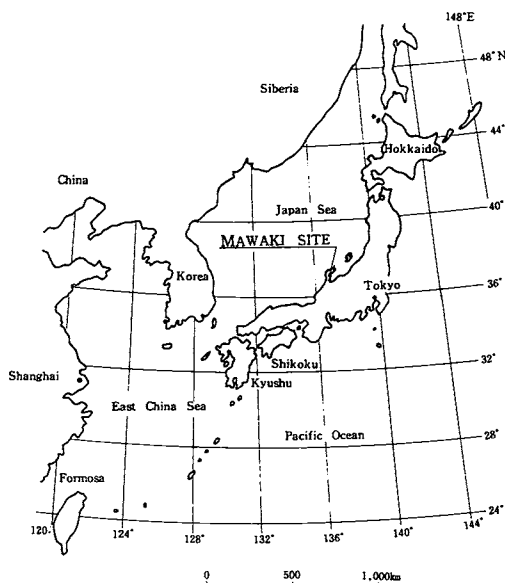 148°E
48°N
Siberia
44°
Hokkaido
China
40°
Japan Sea
MAWAKI SITE
Korea
Tokyo
36°
32°
Shanghai
Shikoku
Kyushu
East China Sea
Pacific Ocean
28°
Formosa
24°
120°
124°
128°
132°
136°
140°
144°
0 500 1,000km